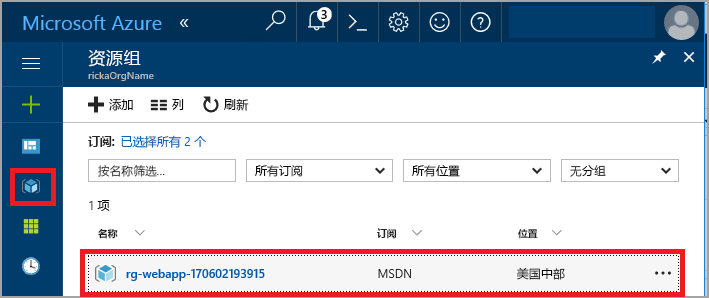 Microsoft Azure «
3
资源组
rickaOrgName
添加 列 刷新
订阅: 已选择所有 2 个
按名称筛选... 所有订阅 所有位置 无分组
1 项
名称 订阅 位置
rg-webapp-170602193915 MSDN 美国中部 ...